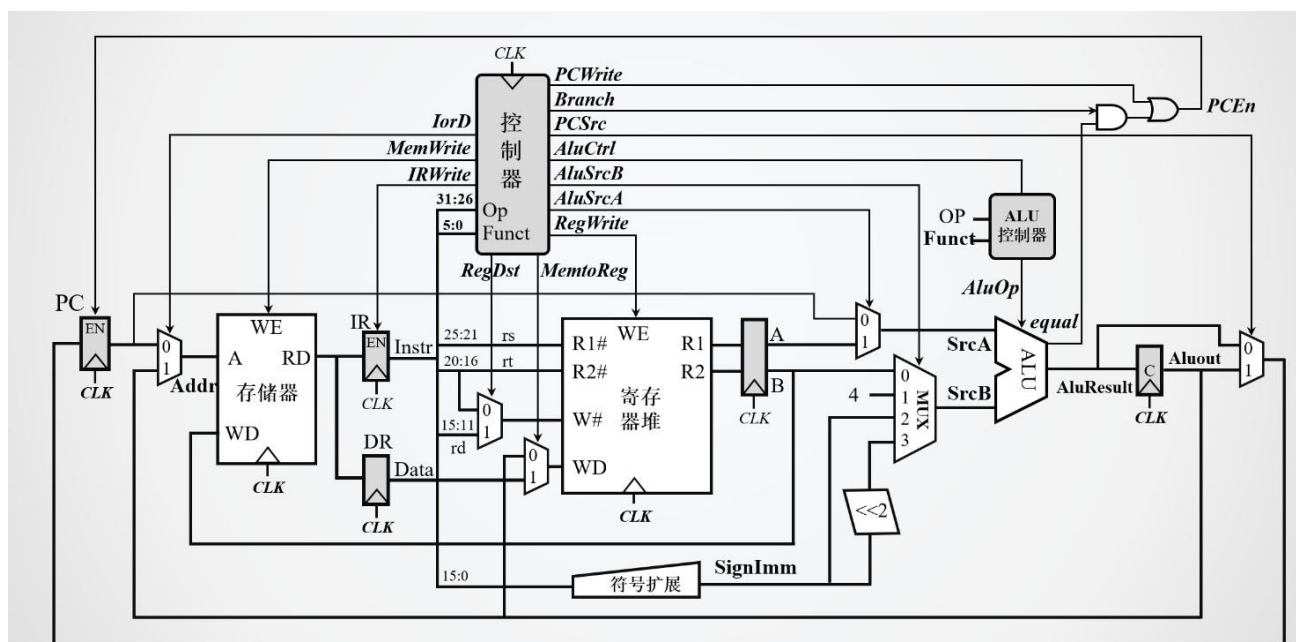 CLK
PCWrite
Branch
PCSrc
AluCtrl
AluSrcB
AluSrcA
RegWrite
IorD
MemWrite
IRWrite
31:26
5:0
控制器
Op
Funct
RegDst
MemtoReg
PCEn
OP
Funct
ALU
控制器
AluOp
equal
PC
EN
CLK
0
1
Addr
WE
A
RD
存储器
WD
CLK
IR
EN
Instr
CLK
DR
Data
CLK
25:21 rs
20:16 rt
15:11
rd
0
1
0
1
R1#
WE
R1
R2#
R2
W#
寄存器堆
WD
CLK
A
B
CLK
0
1
4
0
1
2
3
MUX
SrcA
SrcB
ALU
AluResult
C
CLK
Aluout
0
1
<<2
15:0
符号扩展
SignImm